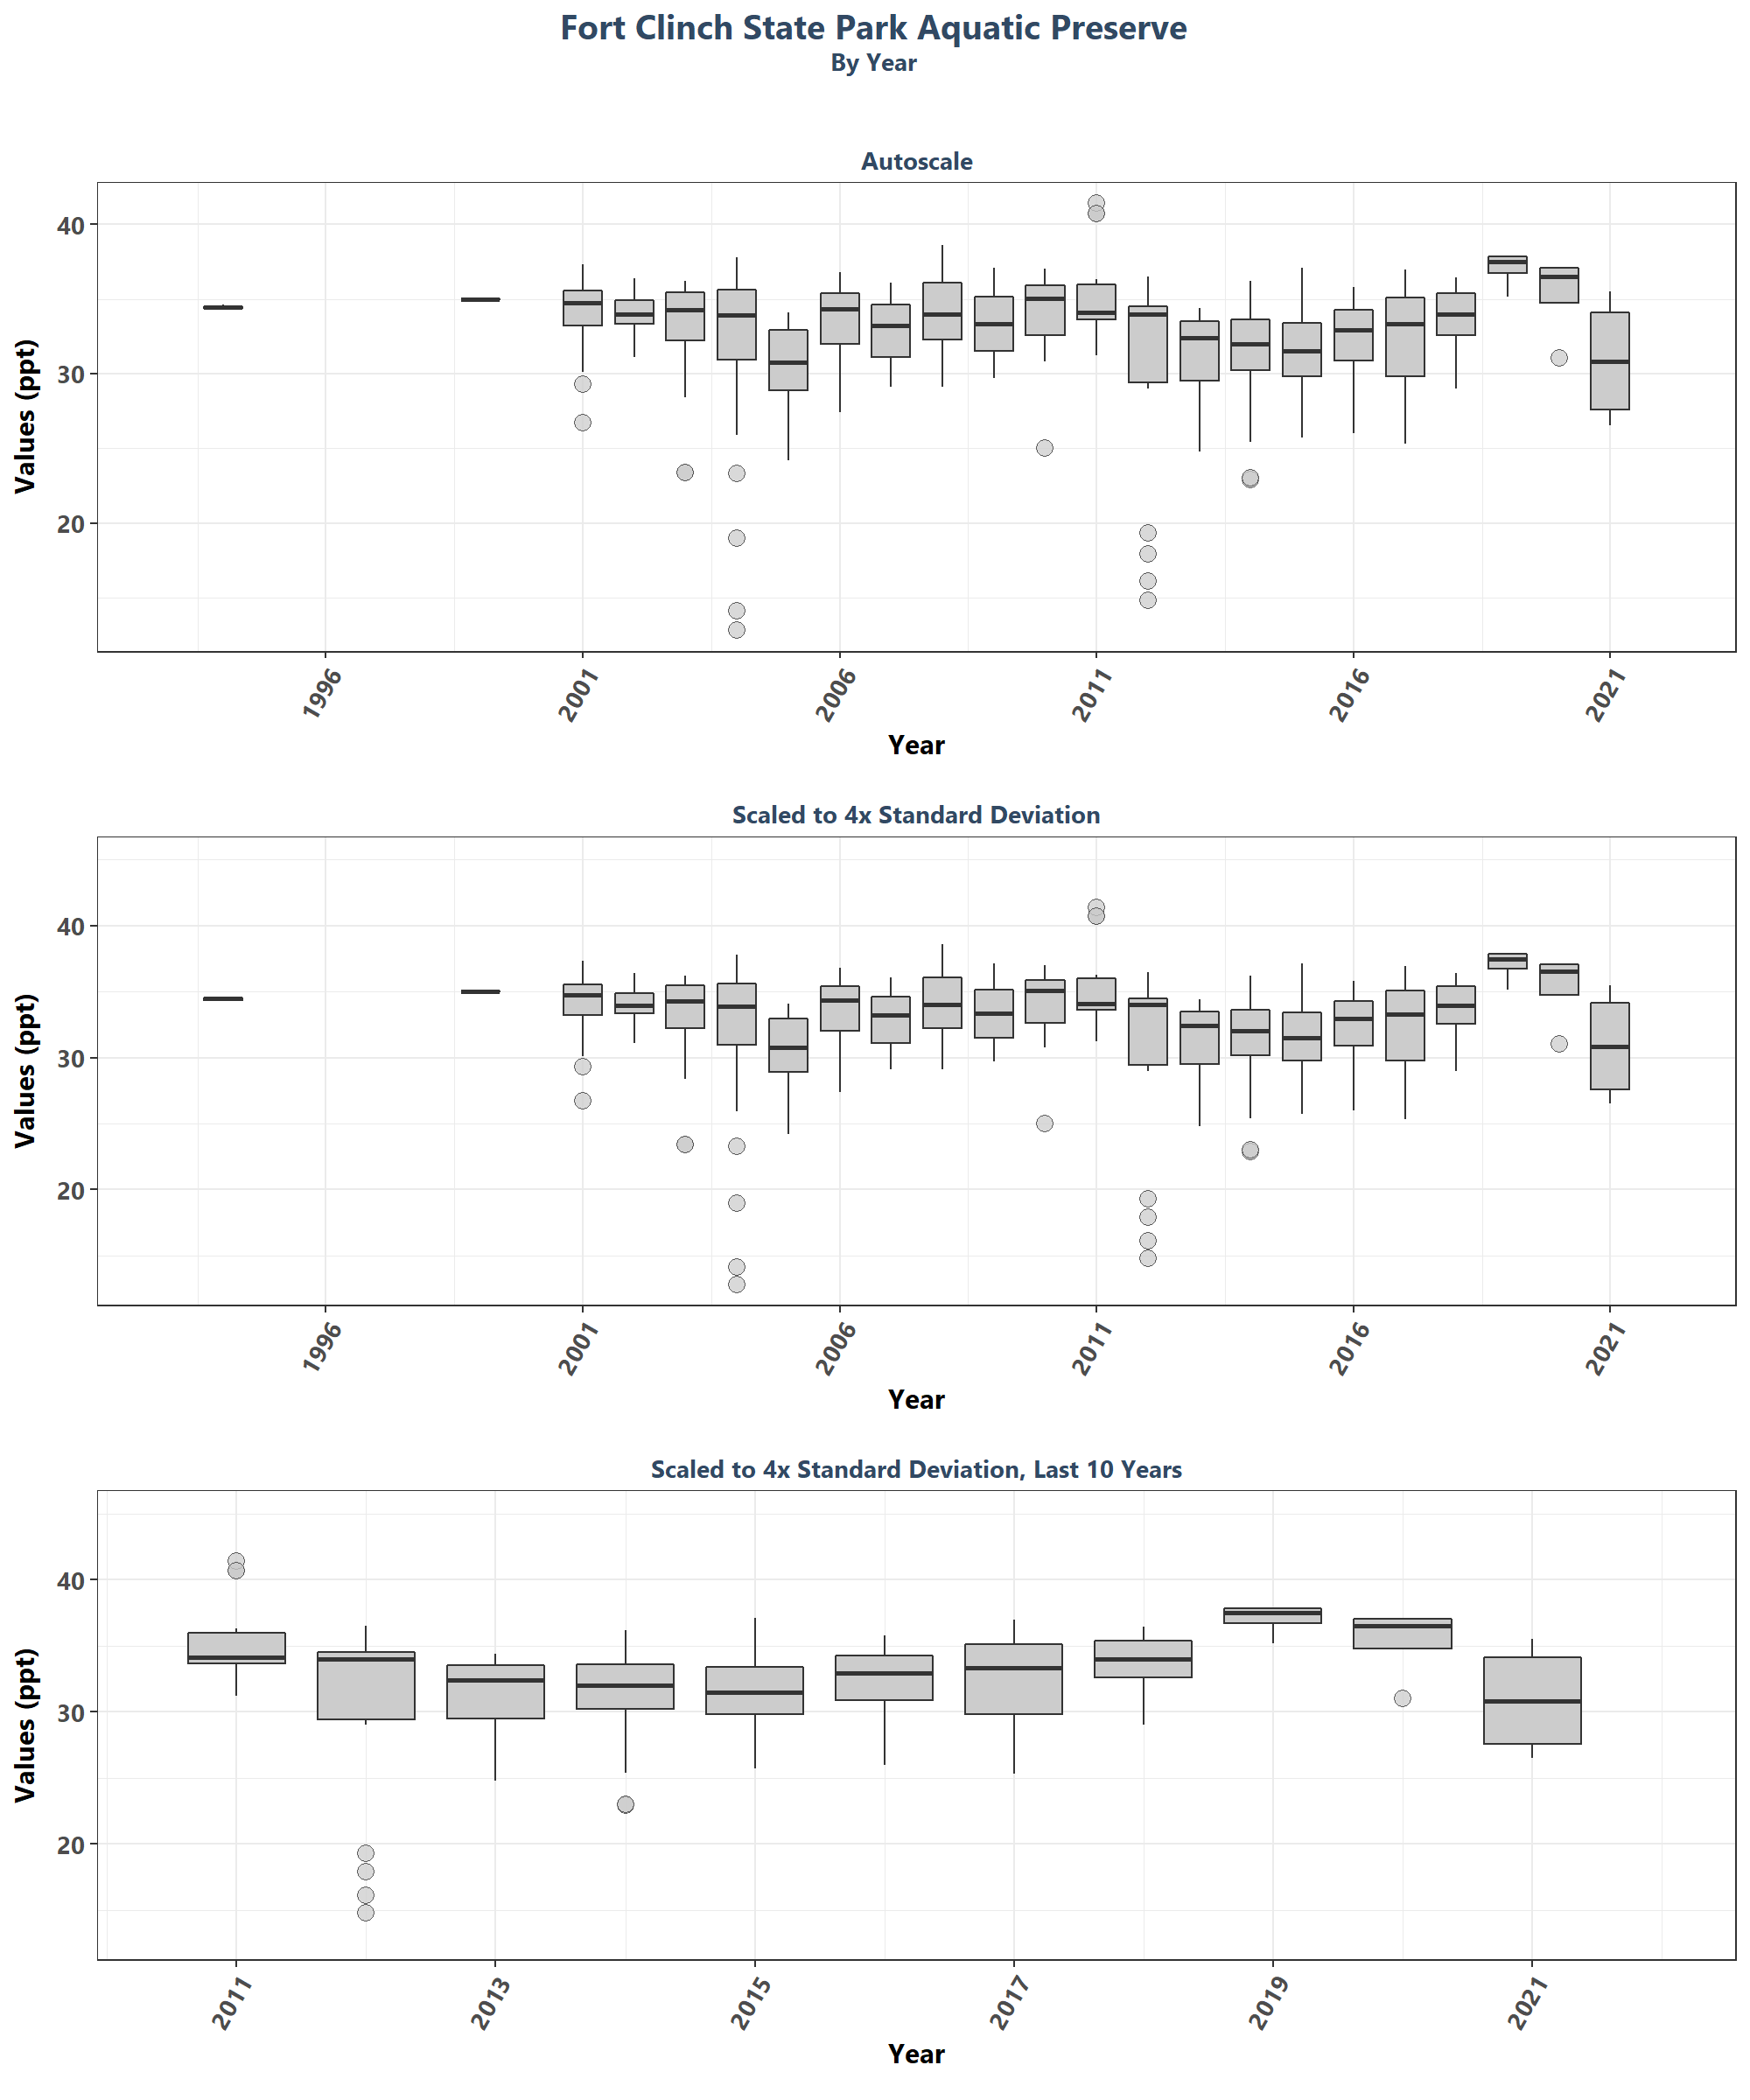 Fort Clinch State Park Aquatic Preserve
By Year
Autoscale
Values (ppt)
40
30
20
1996
2001
2006
2011
2016
2021
Year
Scaled to 4x Standard Deviation
Values (ppt)
40
30
20
1996
2001
2006
2011
2016
2021
Year
Scaled to 4x Standard Deviation, Last 10 Years
Values (ppt)
40
30
20
2011
2013
2015
2017
2019
2021
Year